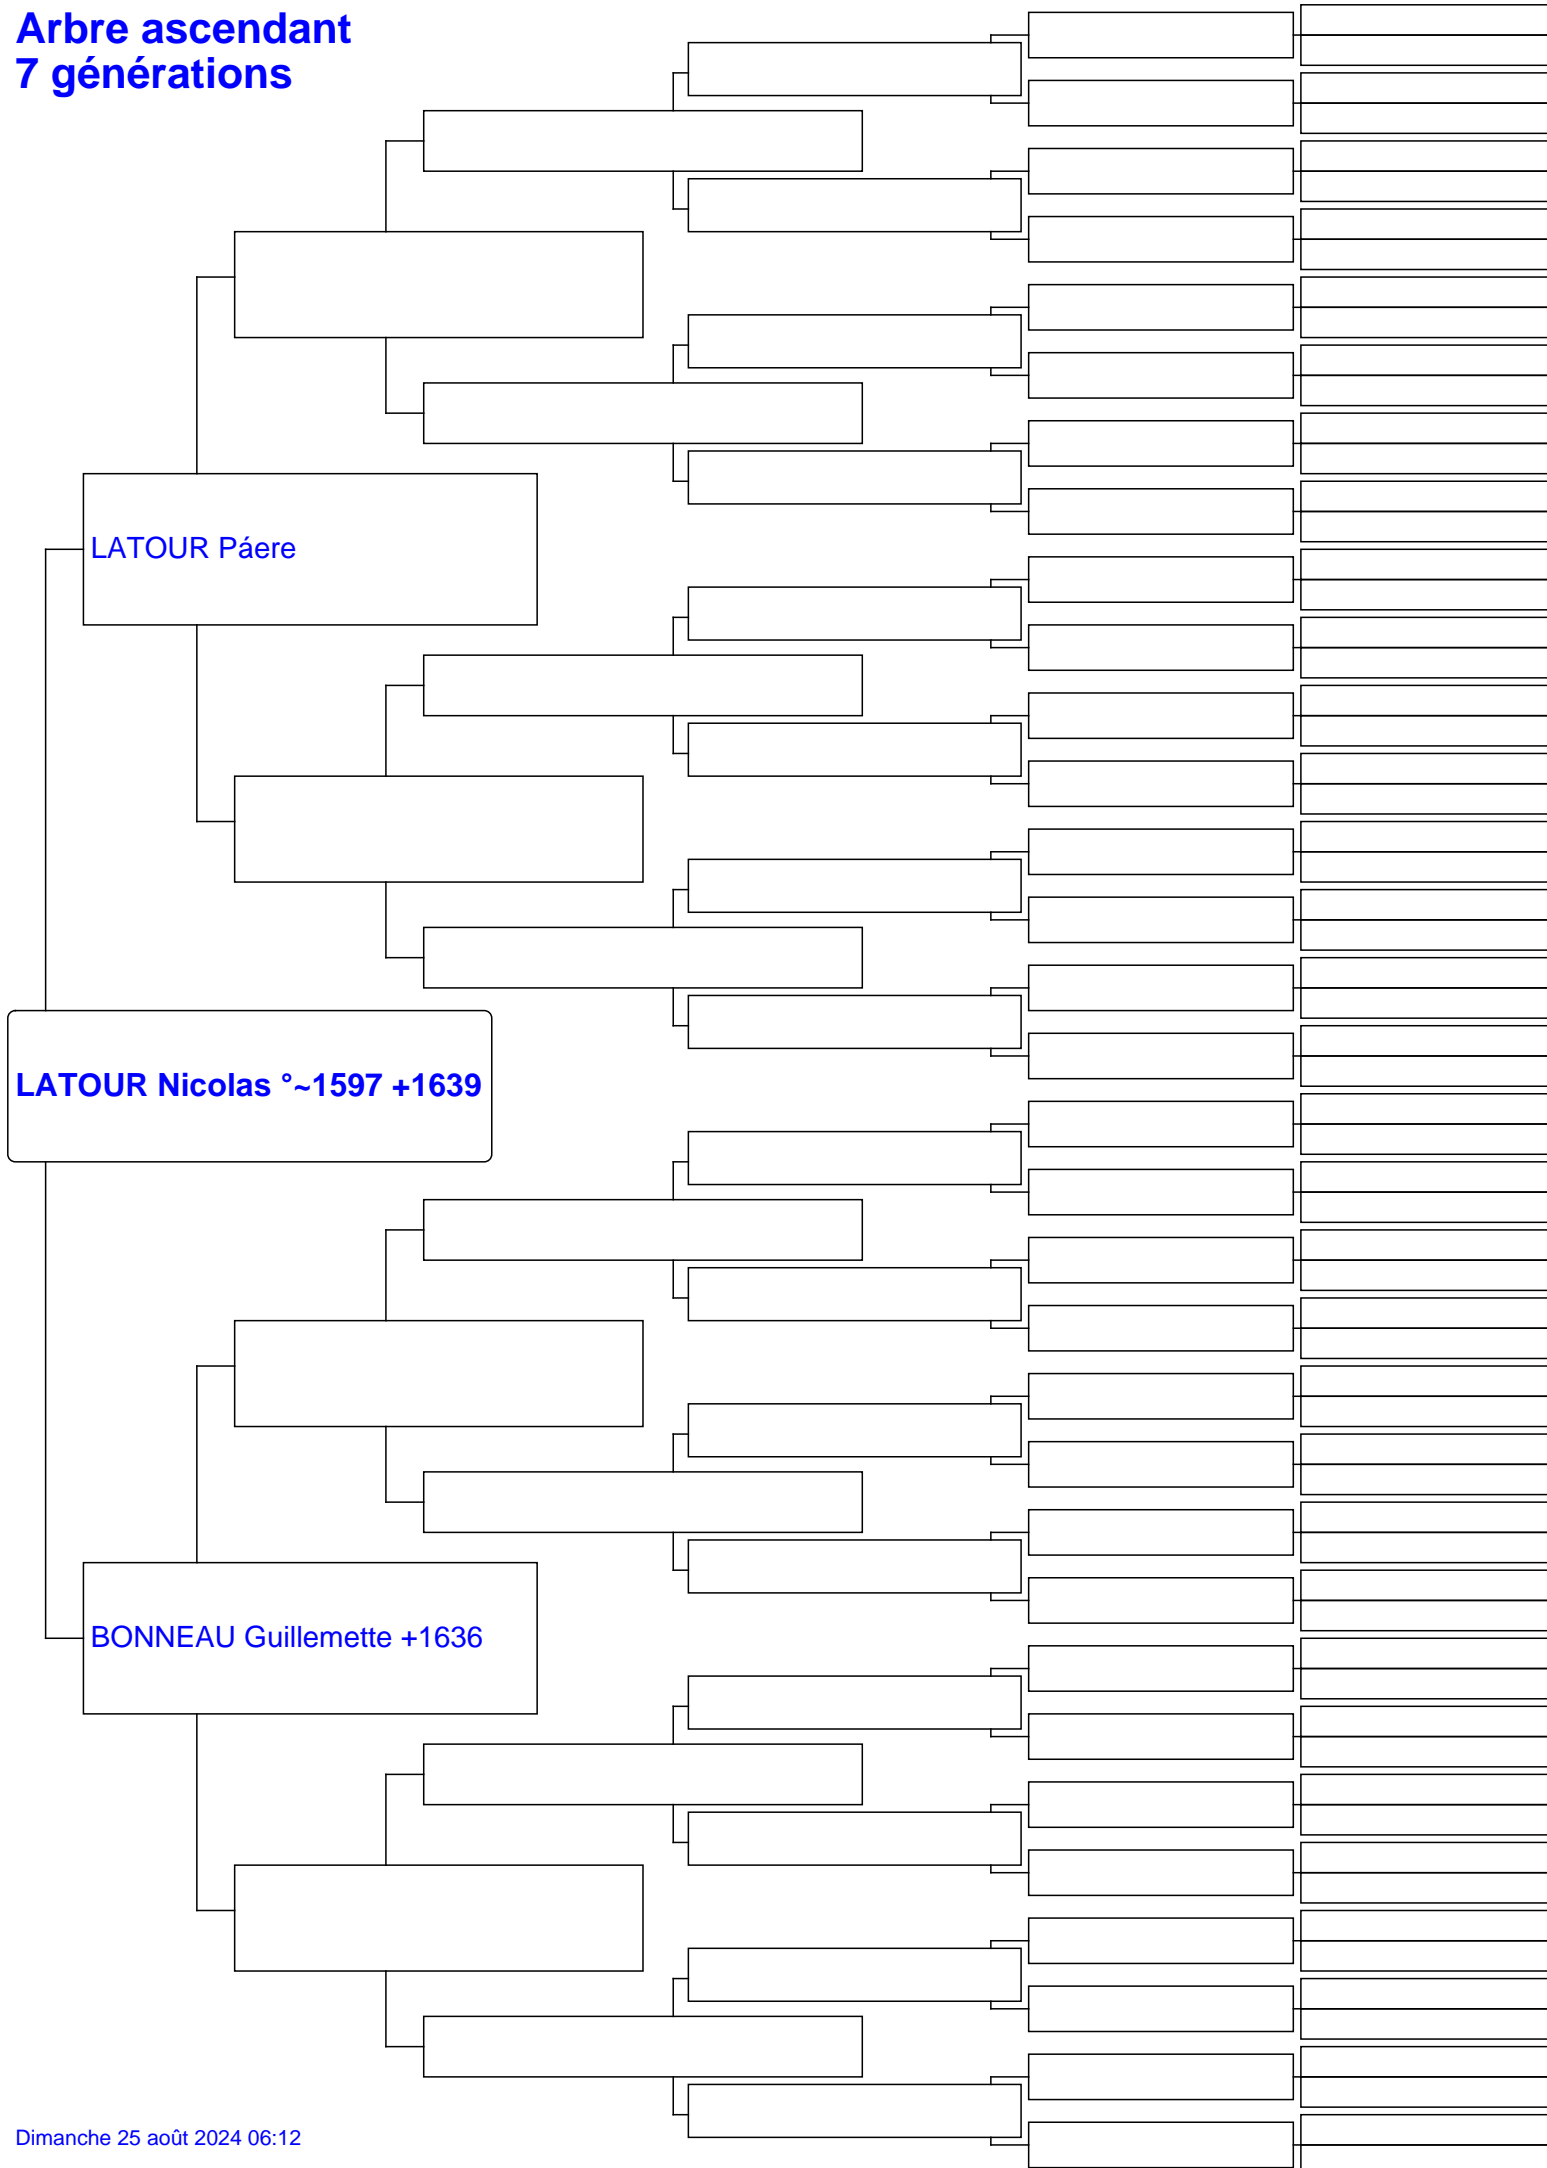 Arbre ascendant
7 générations
LATOUR Páere
LATOUR Nicolas °~1597 +1639
BONNEAU Guillemette +1636
Dimanche 25 août 2024 06:12